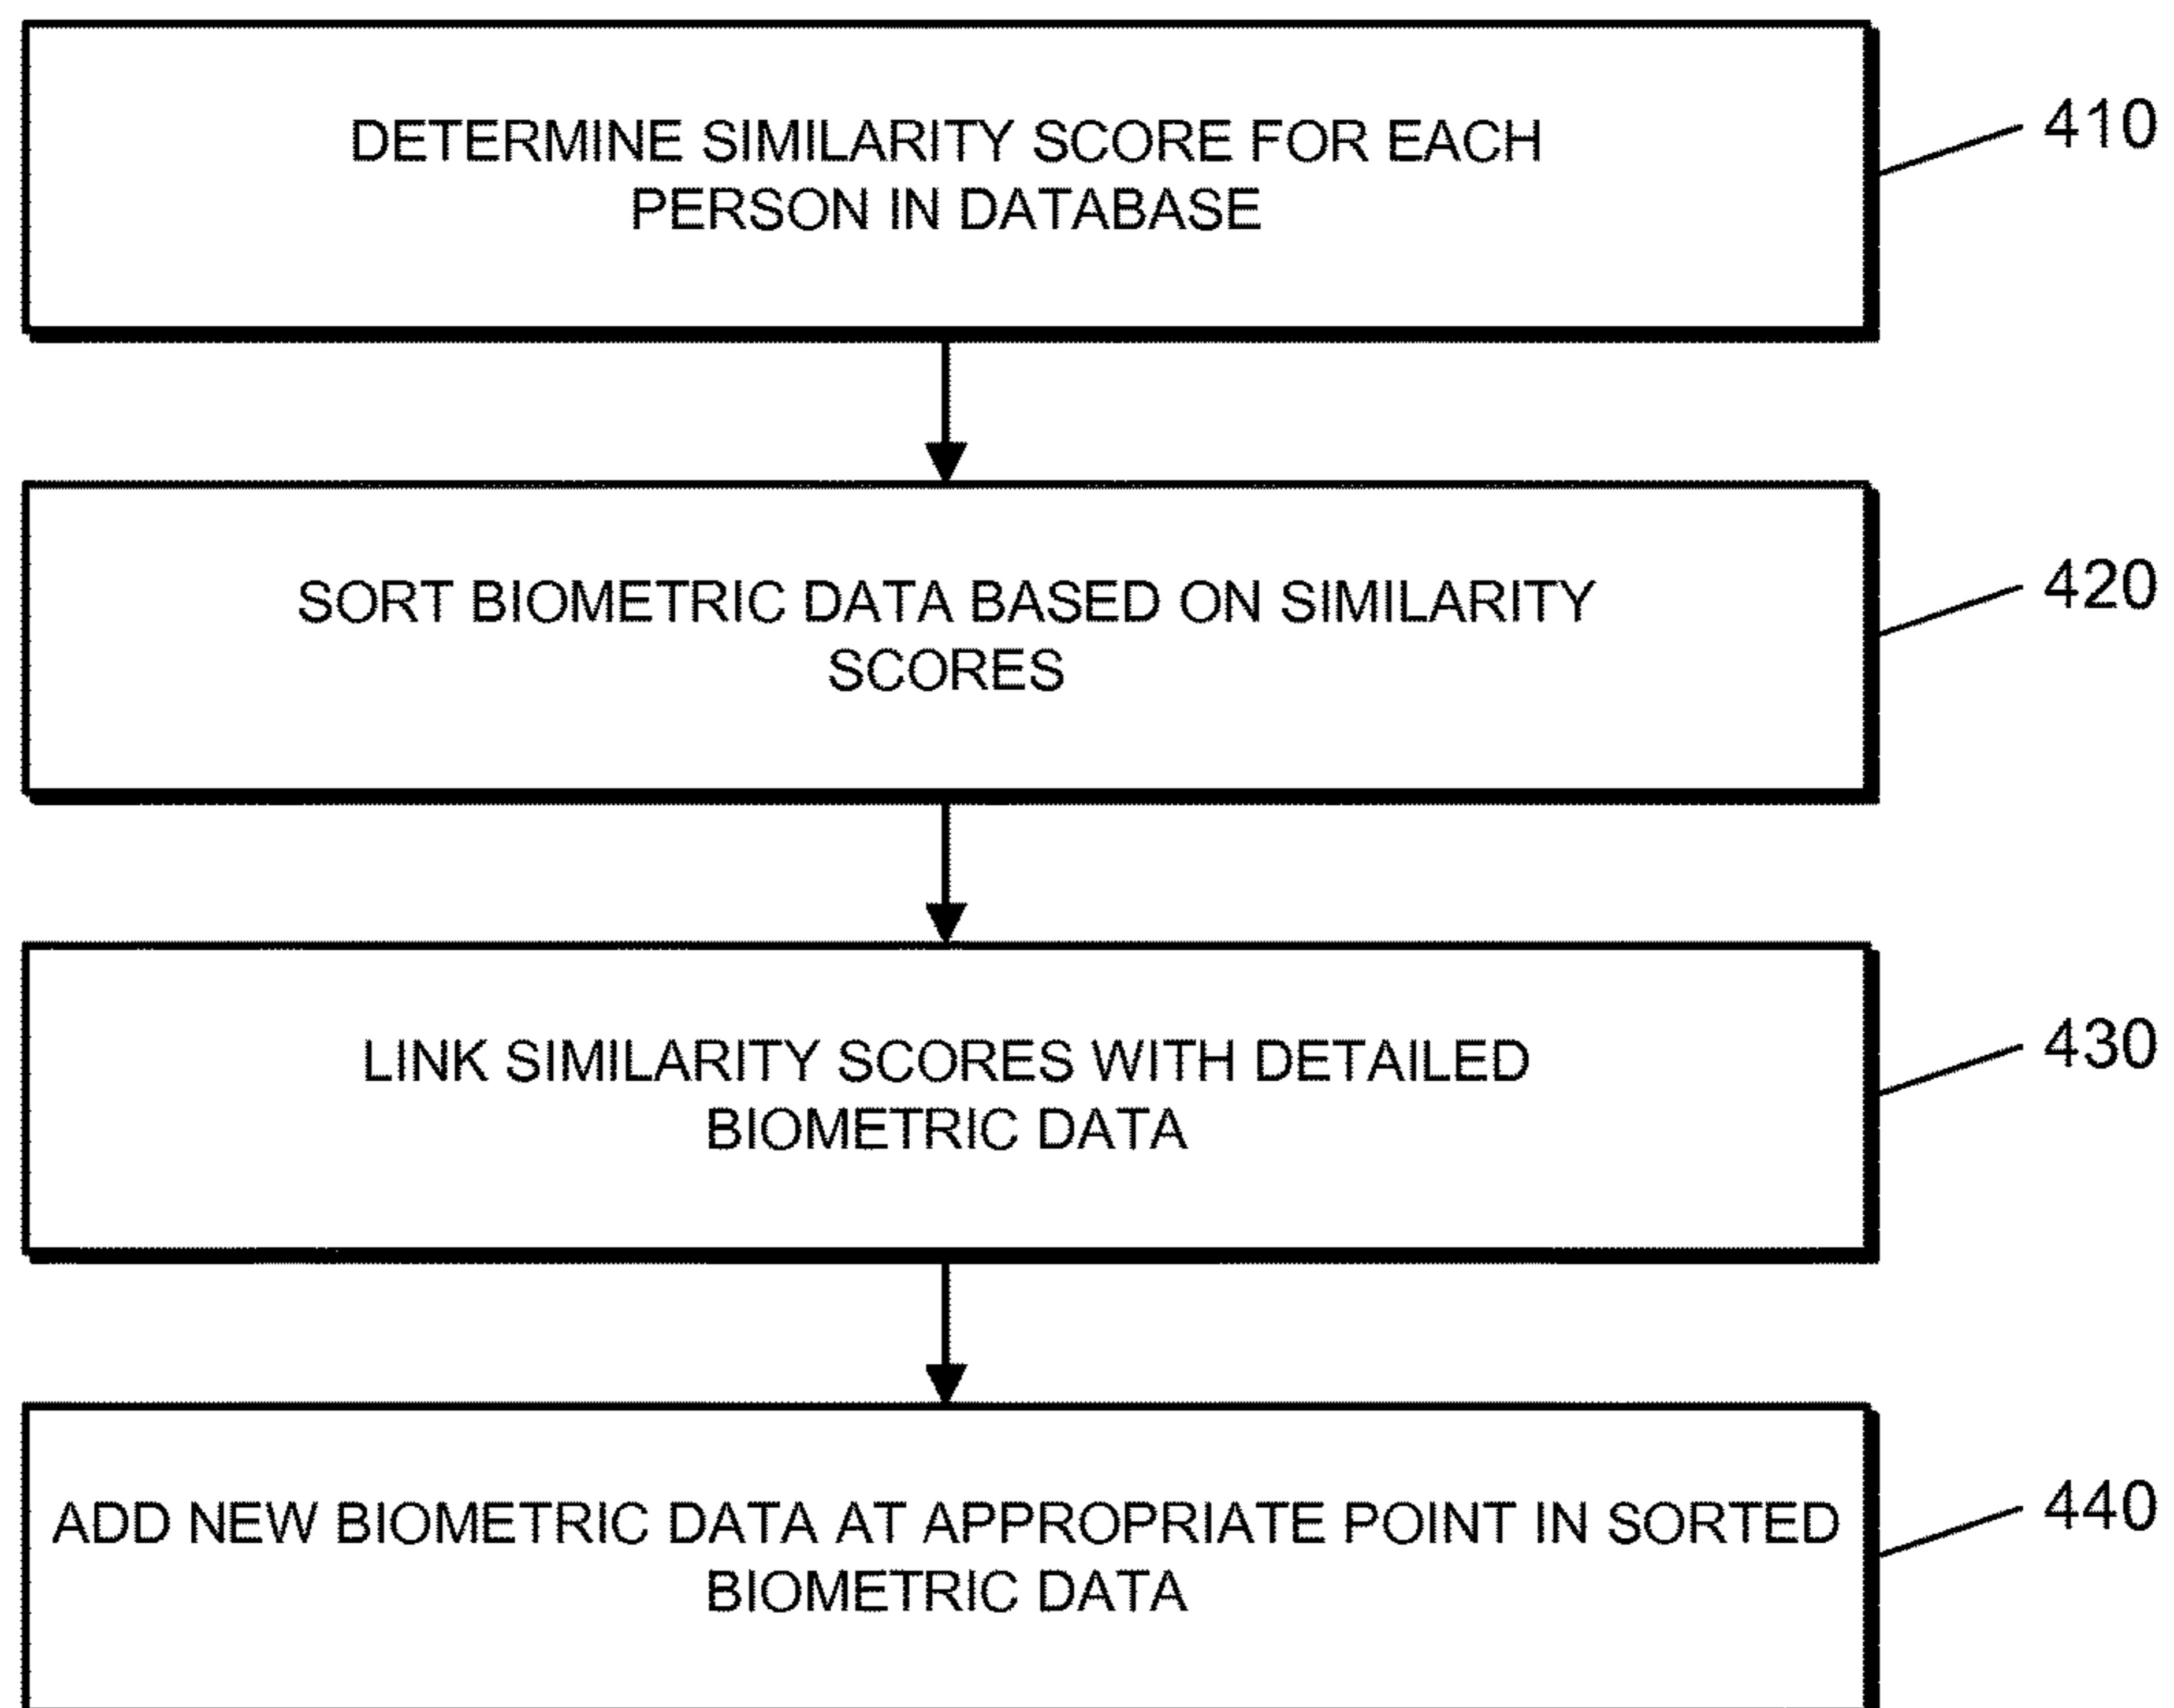 DETERMINE SIMILARITY SCORE FOR EACH
PERSON IN DATABASE
410
SORT BIOMETRIC DATA BASED ON SIMILARITY
SCORES
420
LINK SIMILARITY SCORES WITH DETAILED
BIOMETRIC DATA
430
ADD NEW BIOMETRIC DATA AT APPROPRIATE POINT IN SORTED
BIOMETRIC DATA
440